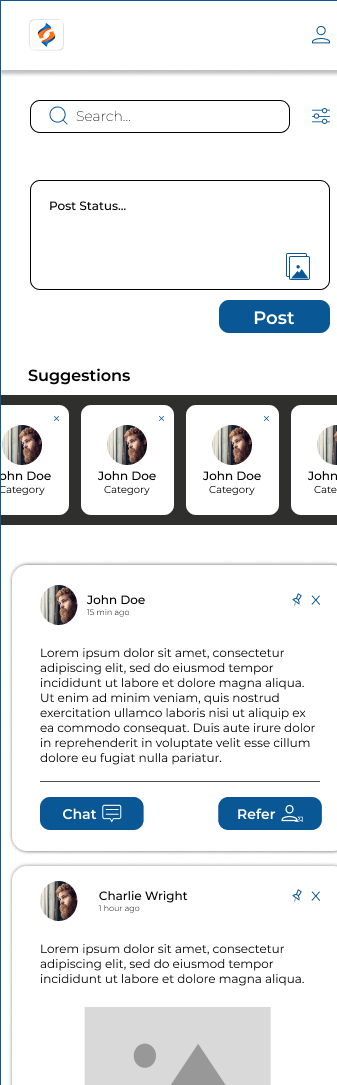 Search...
Post Status...
Post
Suggestions
ohn Doe
Category
John Doe
Category
John Doe
Category
John
Cate
John Doe
15 min ago
Lorem ipsum dolor sit amet, consectetur
adipiscing elit, sed do eiusmod tempor
incididunt ut labore et dolore magna aliqua.
Ut enim ad minim veniam, quis nostrud
exercitation ullamco laboris nisi ut aliquip ex
ea commodo consequat. Duis aute irure dolor
in reprehenderit in voluptate velit esse cillum
dolore eu fugiat nulla pariatur.
Chat
Refer
Charlie Wright
1 hour ago
Lorem ipsum dolor sit amet, consectetur
adipiscing elit, sed do eiusmod tempor
incididunt ut labore et dolore magna aliqua.